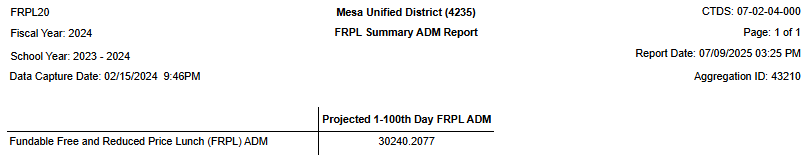 FRPL20 Mesa Unified District (4235) CTDS: 07-02-04-000
Fiscal Year: 2024 FRPL Summary ADM Report Page: 1 of 1
School Year: 2023 - 2024 Report Date: 07/09/2025 03:25 PM
Data Capture Date: 02/15/2024 9:46PM Aggregation ID: 43210
Projected 1-100th Day FRPL ADM
Fundable Free and Reduced Price Lunch (FRPL) ADM 30240.2077